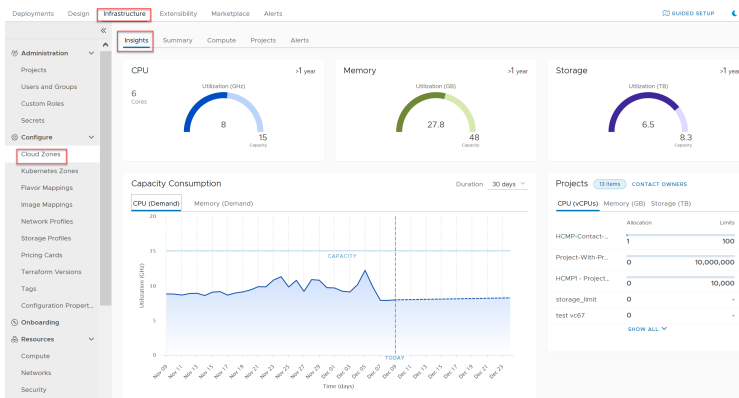 Deployments Design Infrastructure Extensibility Marketplace Alerts
GUIDED SETUP
Insights Summary Compute Projects Alerts
Administration
Projects
Users and Groups
Custom Roles
Secrets
Configure
Cloud Zones
Kubernetes Zones
Flavor Mappings
Image Mappings
Network Profiles
Storage Profiles
Pricing Cards
Terraform Versions
Tags
Configuration Propert...
Onboarding
Resources
Compute
Networks
Security
CPU >1 year
6
Cores
Utilization (GHz)
8
15
Capacity
Memory >1 year
Utilization (GB)
27.8
48
Capacity
Storage >1 year
Utilization (TB)
6.5
8.3
Capacity
Capacity Consumption
Duration 30 days
CPU (Demand) Memory (Demand)
20
15
10
5
0
Utilization (GHz)
CAPACITY
TODAY
Nov 09 Nov 11 Nov 13 Nov 15 Nov 17 Nov 19 Nov 21 Nov 23 Nov 25 Nov 27 Nov 29 Dec 01 Dec 03 Dec 05 Dec 07 Dec 09 Dec 11 Dec 13 Dec 15 Dec 17 Dec 19 Dec 21 Dec 23
Time (days)
Projects 13 items CONTACT OWNERS
CPU (vCPUs) Memory (GB) Storage (TB)
Allocation Limits
HCMP-Contact-...
1 100
Project-With-Pr...
0 10,000,000
HCMP1 - Project...
0 10,000
storage_limit 0 -
test vc67 0 -
SHOW ALL